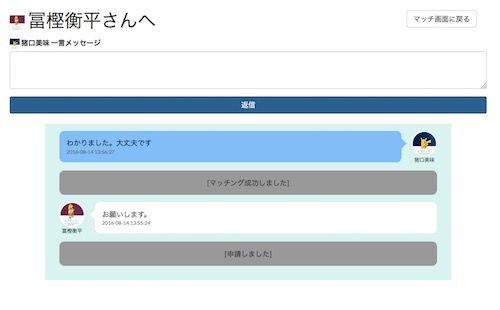 冨樫衡平さんへ
マッチ画面に戻る
猪口美味 一言メッセージ
返信
わかりました。大丈夫です
2016-08-14 13:56:27
猪口美味
[マッチング成功しました]
お願いします。
2016-08-14 13:55:24
冨樫衡平
[申請しました]